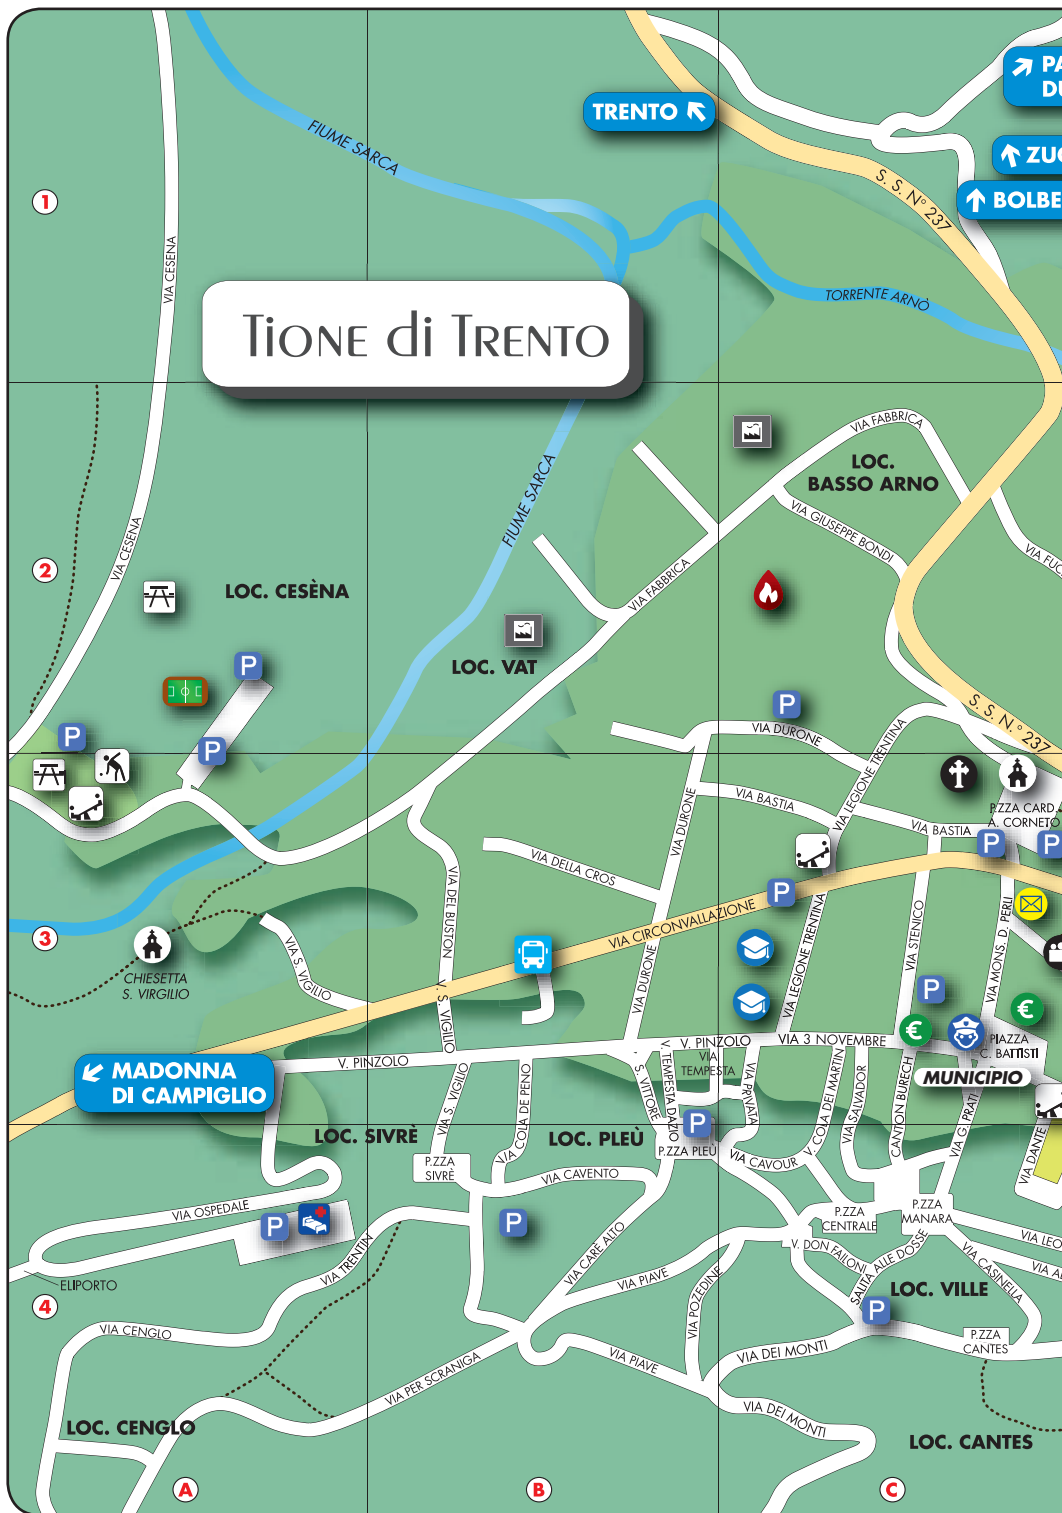 PA
DU
TRENTO
ZUC
BOLBE
FIUME SARCA
S. S. N° 237
1
VIA CESENA
TORRENTE ARNÒ
Tione di Trento
VIA FABBRICA
LOC.
BASSO ARNO
FIUME SARCA
VIA GIUSEPPE BONDI
VIA CESENA
VIA FUC
2
VIA FABBRICA
LOC. CESÈNA
LOC. VAT
P
P
P
P
VIA DURONE
S. S. N. ° 237
VIA LEGIONE TRENTINA
VIA DURONE
VIA BASTIA
VIA BASTIA
P.ZZA CARD.
A. CORNETO
P
P
VIA DELLA CROS
VIA DEL BUSTON
P
VIA CIRCONVALLAZIONE
VIA STENICO
VIA MONS. D. PERLI
3
CHIESETTA
S. VIRGILIO
VIA S. VIGILIO
VIA DURONE
VIA LEGIONE TRENTINA
V. S. VIGILIO
P
€
€
V. PINZOLO
V. PINZOLO
VIA 3 NOVEMBRE
PIAZZA
C. BATTISTI
VIA
TEMPESTA
MUNICIPIO
MADONNA
DI CAMPIGLIO
VIA S. VIGILIO
VIA COLA DE PENO
S. VITTORE
V. TEMPESTA DAZIO
VIA PRIVATA
V. COLA DEI MARTIN
VIA SALVADOR
CANTON BURECH
VIA G. PRATI
P
LOC. SIVRÈ
LOC. PLEÙ
P.ZZA PLEÙ
P.ZZA
SIVRÈ
VIA CAVENTO
VIA CAVOUR
VIA DANTE
VIA OSPEDALE
P
P
P.ZZA
CENTRALE
P.ZZA
MANARA
VIA LEO
VIA TRENTIN
VIA CARÈ ALTO
V. DON FAILONI
SALITA ALLE DOSSE
VIA CASINELLA
VIA A
ELIPORTO
VIA PIAVE
VIA POZEDINE
LOC. VILLE
4
P
VIA CENGLO
P.ZZA
CANTES
VIA PIAVE
VIA DEI MONTI
VIA PER SCRANIGA
VIA DEI MONTI
LOC. CENGLO
LOC. CANTES
A
B
C